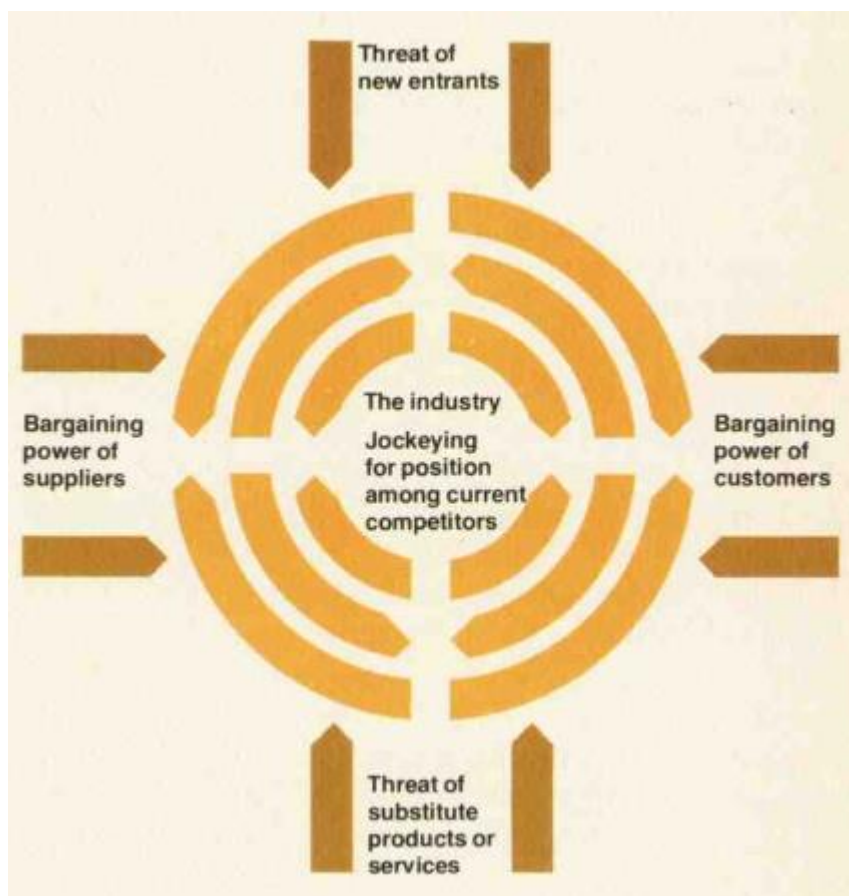 Threat of
new entrants
Bargaining
power of
suppliers
The industry
Jockeying
for position
among current
competitors
Bargaining
power of
customers
Threat of
substitute
products or
services